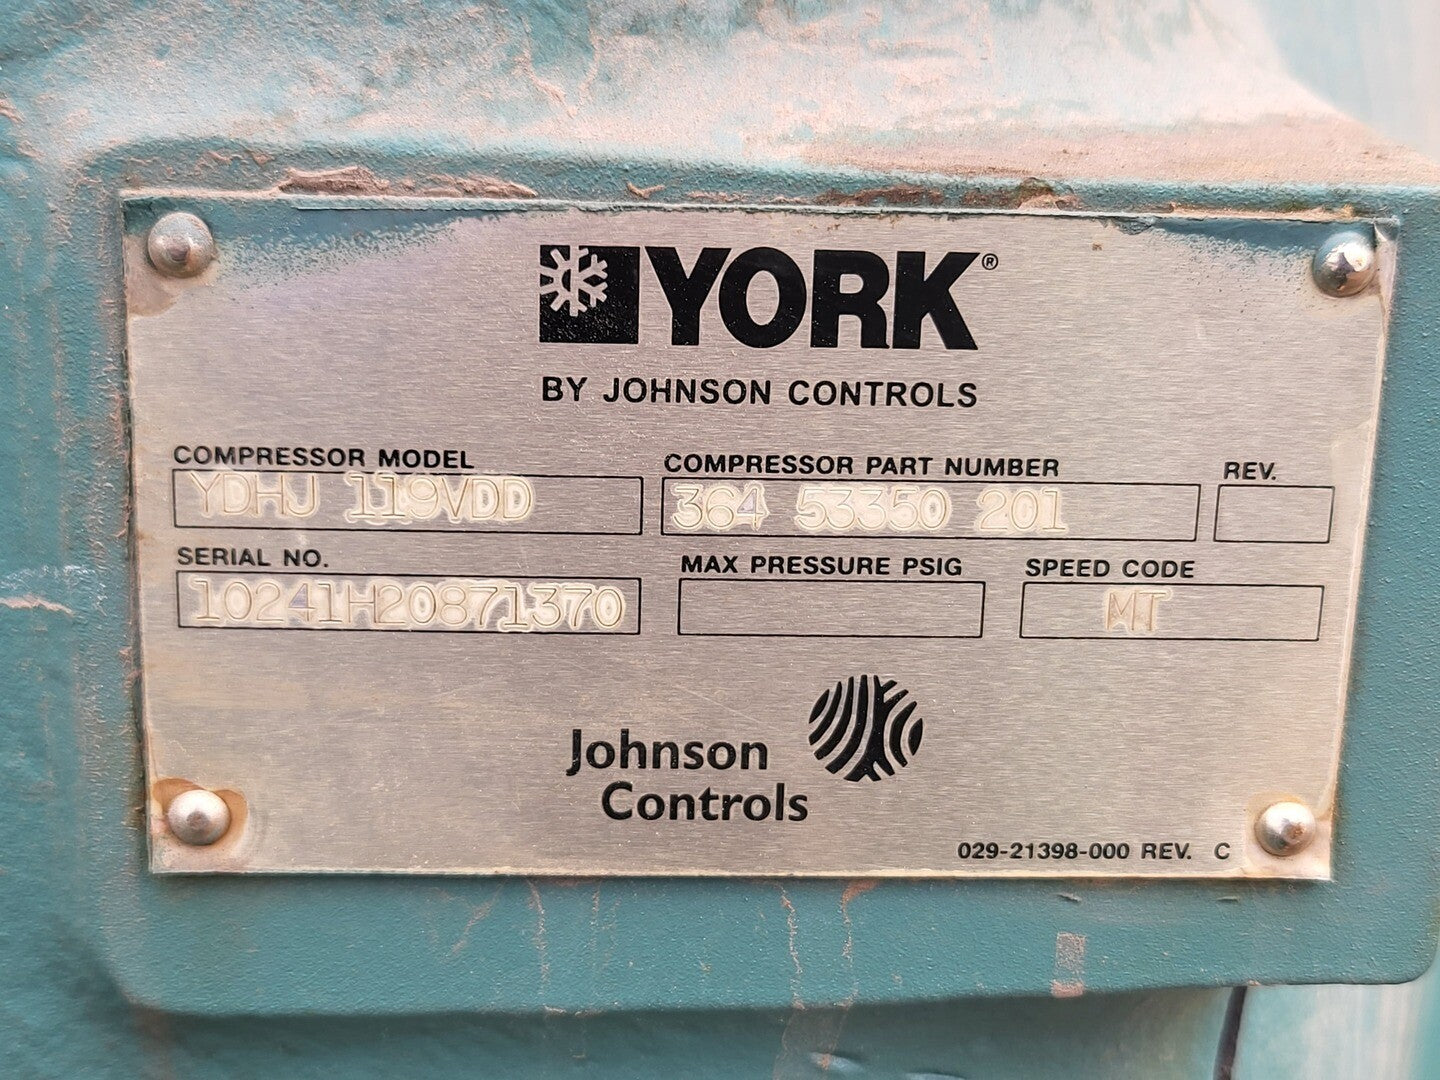 YORK®
BY JOHNSON CONTROLS
COMPRESSOR MODEL COMPRESSOR PART NUMBER REV.
YDHJ 119VDD 364 53350 201
SERIAL NO. MAX PRESSURE PSIG SPEED CODE
10241H20871370 MT
Johnson
Controls
029-21398-000 REV. C